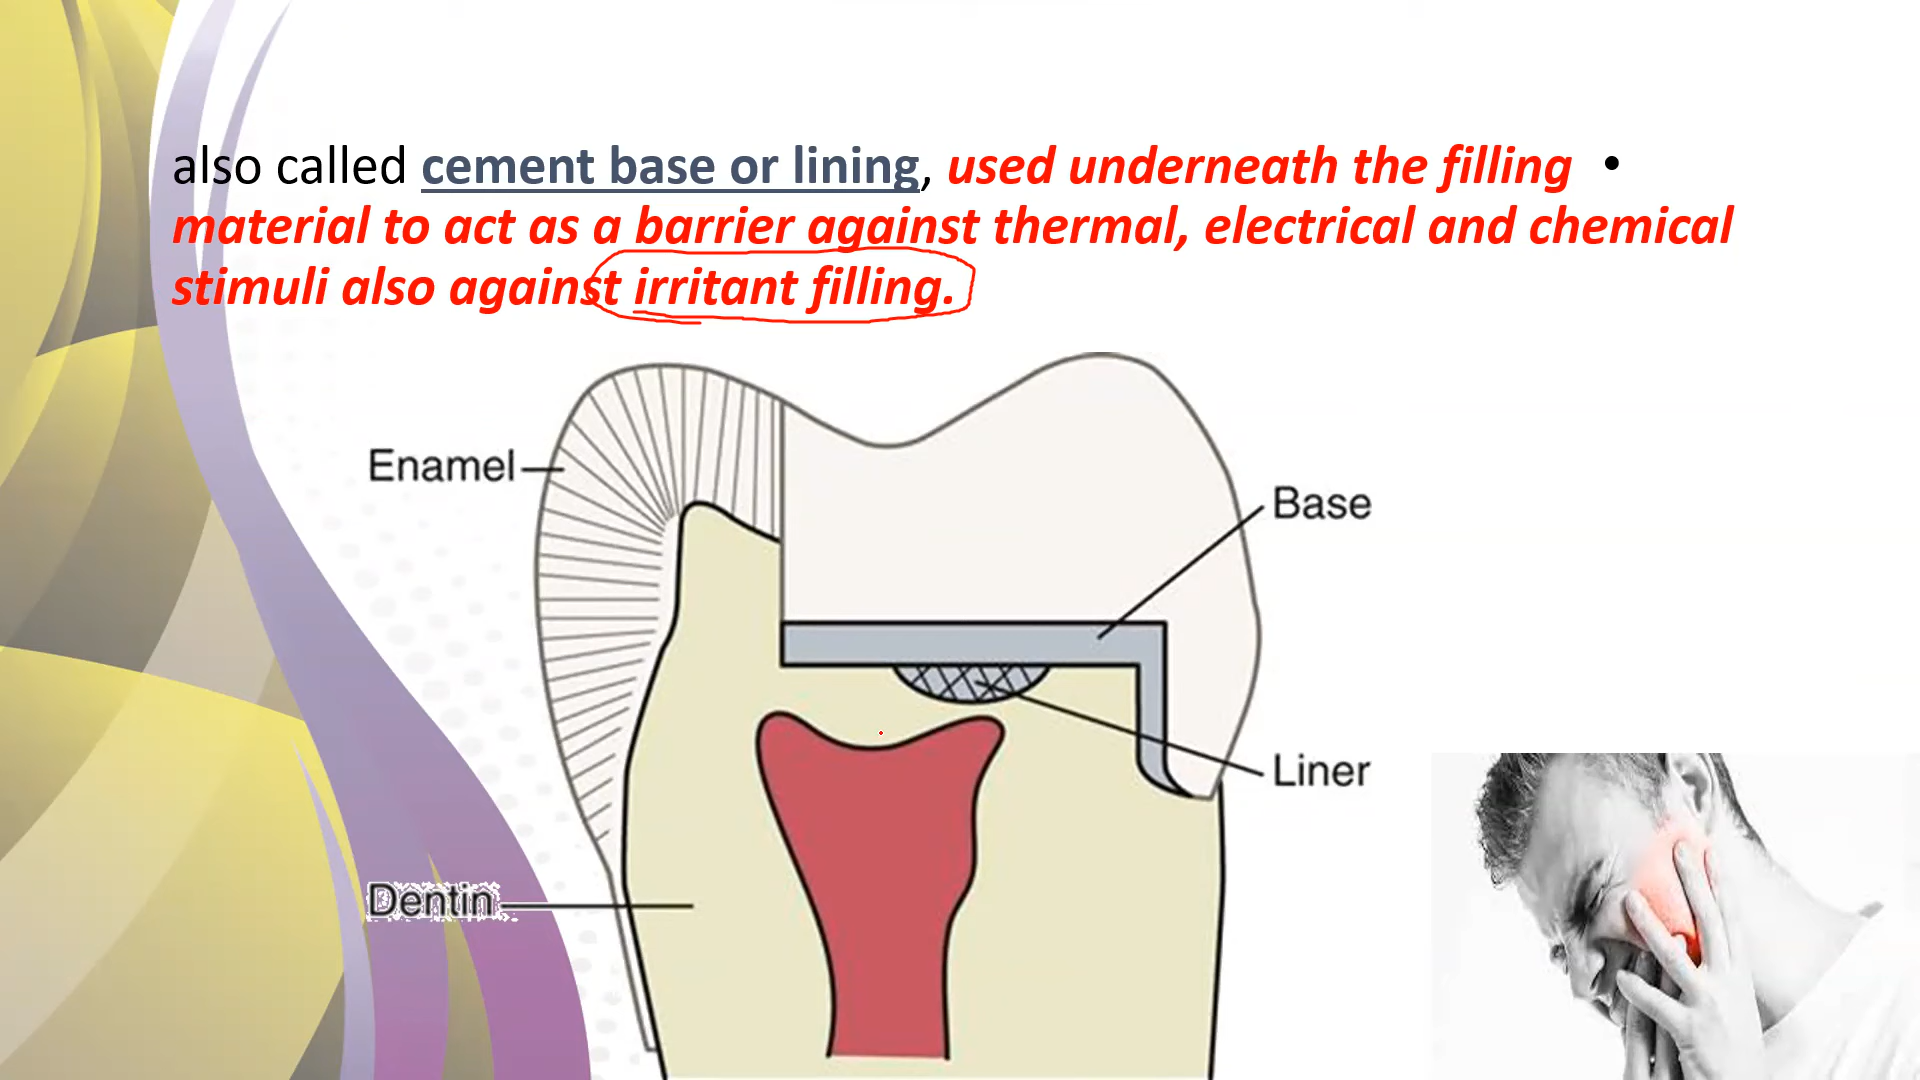 also called cement base or lining, used underneath the filling •
material to act as a barrier against thermal, electrical and chemical
stimuli also against irritant filling.
Enamel
Base
Liner
Dentin